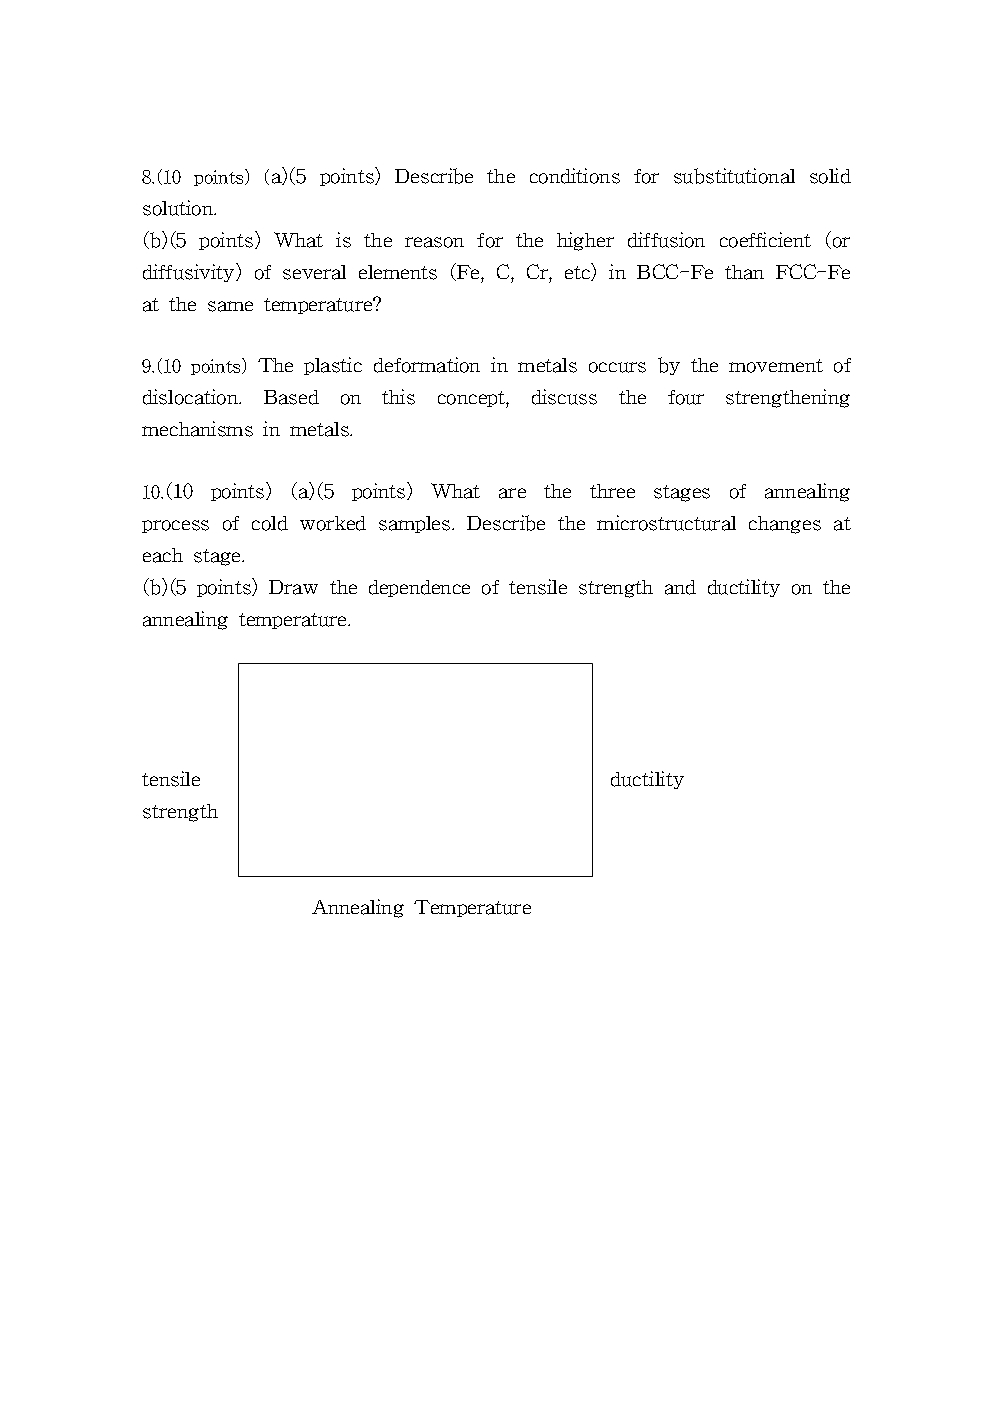 8.(10 points) (a)(5 points) Describe the conditions for substitutional solid
solution.
(b)(5 points) What is the reason for the higher diffusion coefficient (or
diffusivity) of several elements (Fe, C, Cr, etc) in BCC-Fe than FCC-Fe
at the same temperature?
9.(10 points) The plastic deformation in metals occurs by the movement of
dislocation. Based on this concept, discuss the four strengthening
mechanisms in metals.
10.(10 points) (a)(5 points) What are the three stages of annealing
process of cold worked samples. Describe the microstructural changes at
each stage.
(b)(5 points) Draw the dependence of tensile strength and ductility on the
annealing temperature.
tensile
strength
ductility
Annealing Temperature